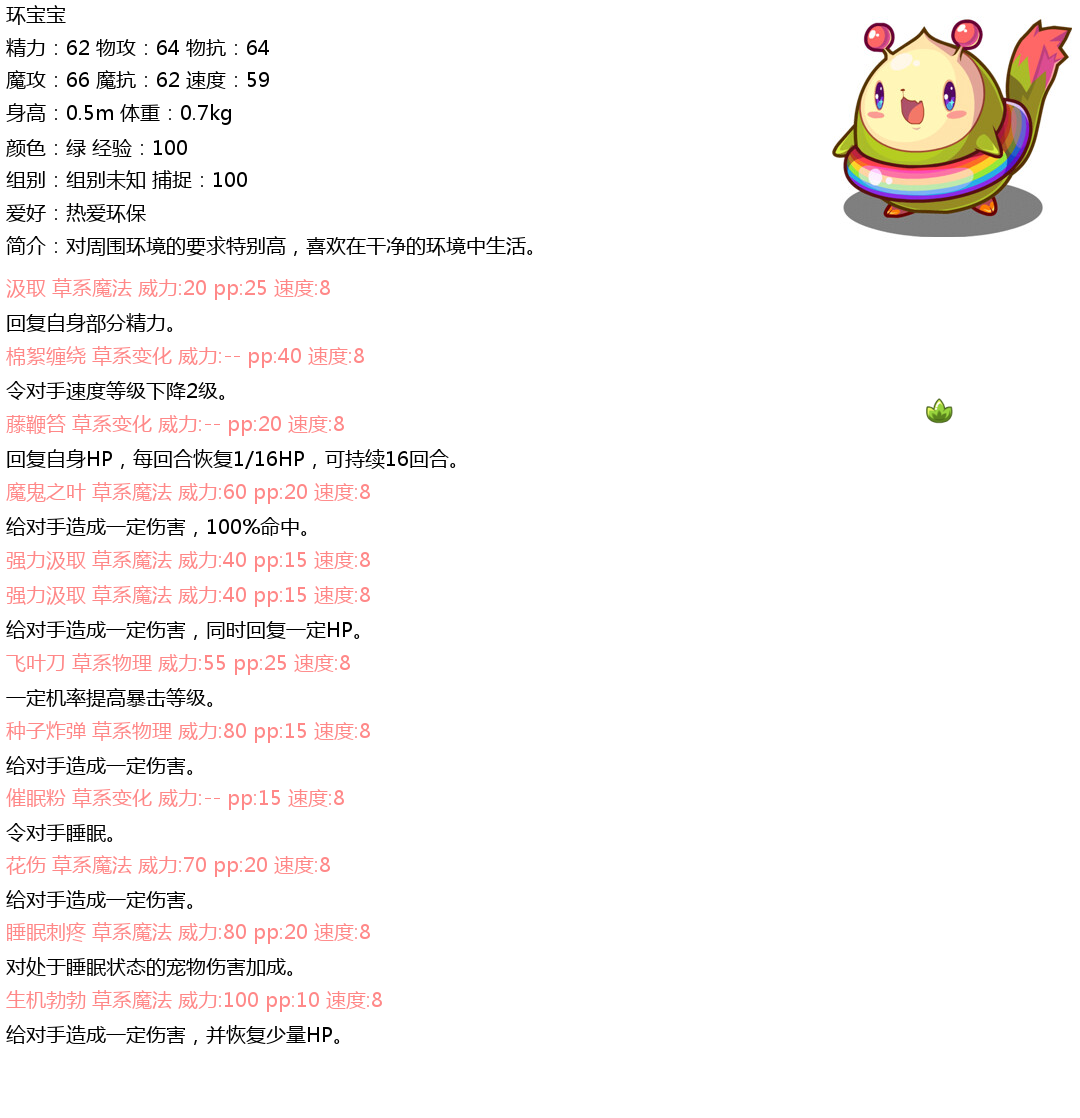 环宝宝
精力：62 物攻：64 物抗：64
魔攻：66 魔抗：62 速度：59
身高：0.5m 体重：0.7kg
颜色：绿 经验：100
组别：组别未知 捕捉：100
爱好：热爱环保
简介：对周围环境的要求特别高，喜欢在干净的环境中生活。
汲取 草系魔法 威力:20 pp:25 速度:8
回复自身部分精力。
棉絮缠绕 草系变化 威力:-- pp:40 速度:8
令对手速度等级下降2级。
藤鞭笞 草系变化 威力:-- pp:20 速度:8
回复自身HP，每回合恢复1/16HP，可持续16回合。
魔鬼之叶 草系魔法 威力:60 pp:20 速度:8
给对手造成一定伤害，100%命中。
强力汲取 草系魔法 威力:40 pp:15 速度:8
强力汲取 草系魔法 威力:40 pp:15 速度:8
给对手造成一定伤害，同时回复一定HP。
飞叶刀 草系物理 威力:55 pp:25 速度:8
一定机率提高暴击等级。
种子炸弹 草系物理 威力:80 pp:15 速度:8
给对手造成一定伤害。
催眠粉 草系变化 威力:-- pp:15 速度:8
令对手睡眠。
花伤 草系魔法 威力:70 pp:20 速度:8
给对手造成一定伤害。
睡眠刺疼 草系魔法 威力:80 pp:20 速度:8
对处于睡眠状态的宠物伤害加成。
生机勃勃 草系魔法 威力:100 pp:10 速度:8
给对手造成一定伤害，并恢复少量HP。